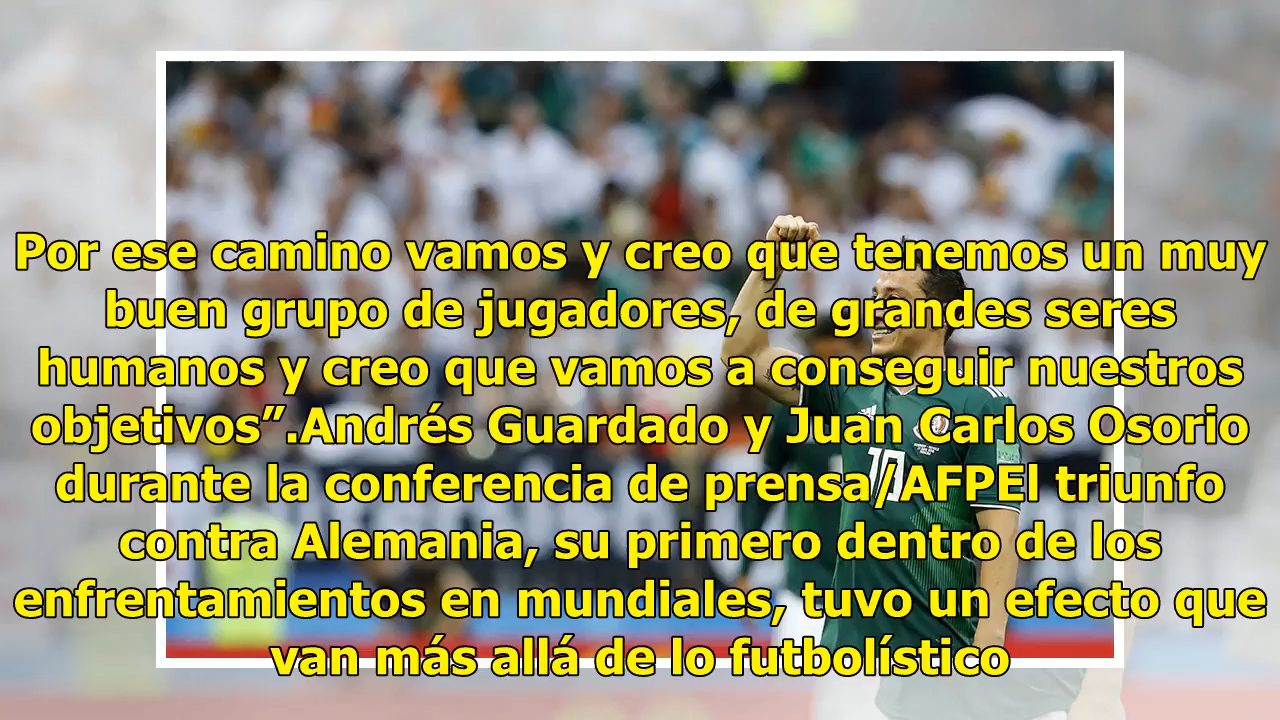 Por ese camino vamos y creo que tenemos un muy
buen grupo de jugadores, de grandes seres
humanos y creo que vamos a conseguir nuestros
objetivos”.Andrés Guardado y Juan Carlos Osorio
durante la conferencia de prensa/AFPEl triunfo
contra Alemania, su primero dentro de los
enfrentamientos en mundiales, tuvo un efecto que
van más allá de lo futbolístico